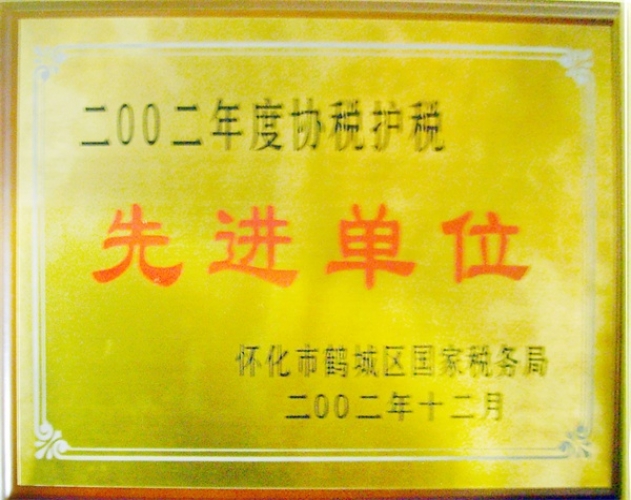 二00二年度协税护税
先进单位
怀化市鹤城区国家税务局
二00二年十二月